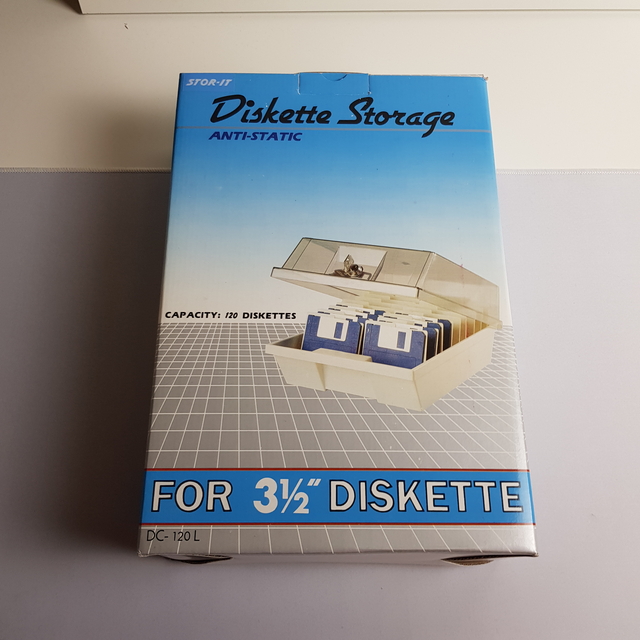 STOR-IT
Diskette Storage
ANTI-STATIC
CAPACITY: 120 DISKETTES
FOR 3½" DISKETTE
DC-120 L